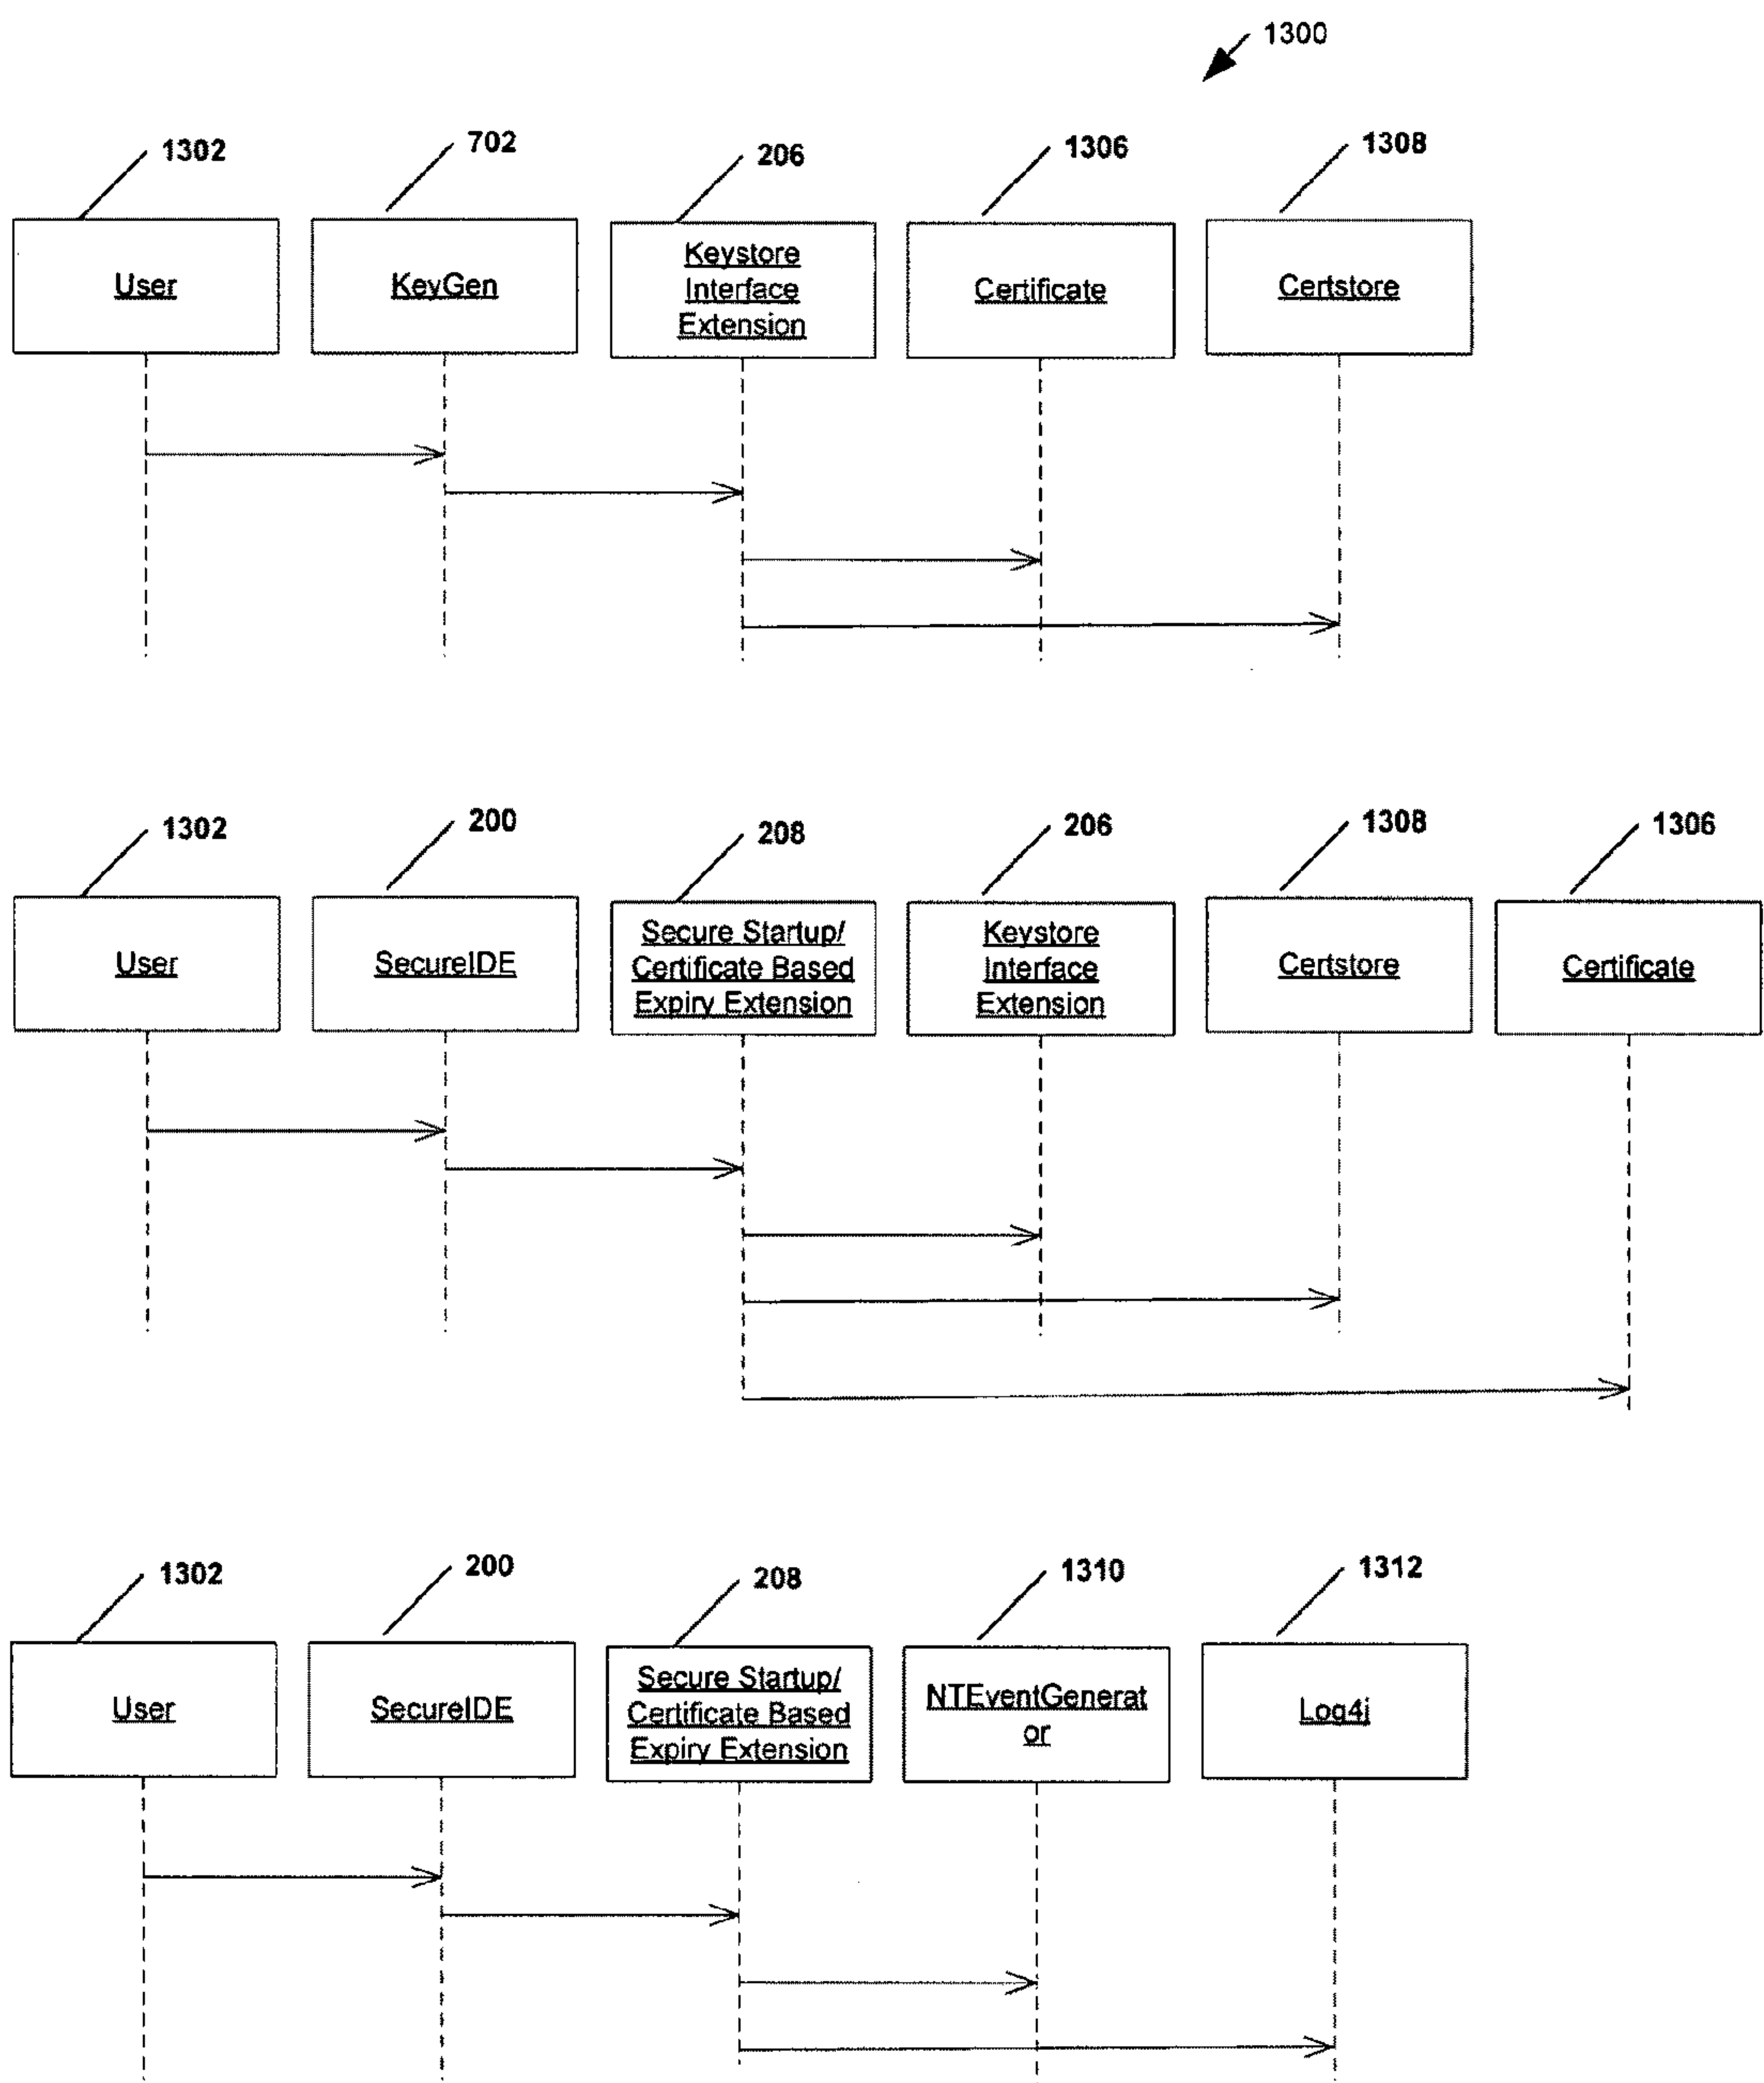 1300
1302
702
206
1306
1308
User
KeyGen
Keystore
Interface
Extension
Certificate
Certstore
1302
200
208
206
1308
1306
User
SecureIDE
Secure Startup/
Certificate Based
Expiry Extension
Keystore
Interface
Extension
Certstore
Certificate
1302
200
208
1310
1312
User
SecureIDE
Secure Startup/
Certificate Based
Expiry Extension
NTEventGenerat
or
Log4j